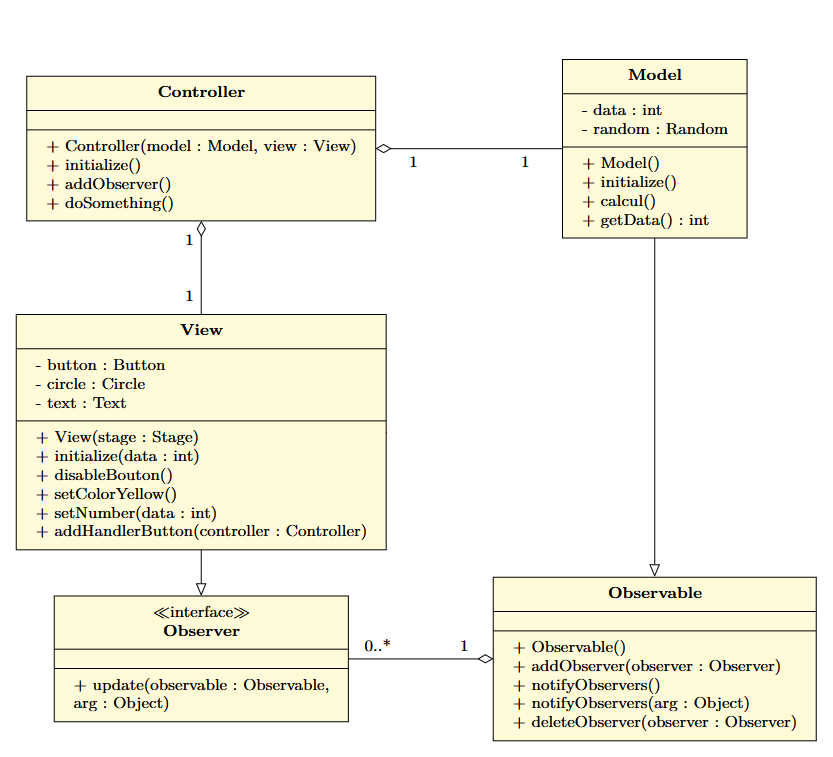 Controller
+ Controller(model : Model, view : View)
+ initialize()
+ addObserver()
+ doSomething()
Model
- data : int
- random : Random
+ Model()
+ initialize()
+ calcul()
+ getData() : int
1
1
1
1
View
- button : Button
- circle : Circle
- text : Text
+ View(stage : Stage)
+ initialize(data : int)
+ disableBouton()
+ setColorYellow()
+ setNumber(data : int)
+ addHandlerButton(controller : Controller)
≪interface≫
Observer
+ update(observable : Observable,
arg : Object)
0..*
1
Observable
+ Observable()
+ addObserver(observer : Observer)
+ notifyObservers()
+ notifyObservers(arg : Object)
+ deleteObserver(observer : Observer)